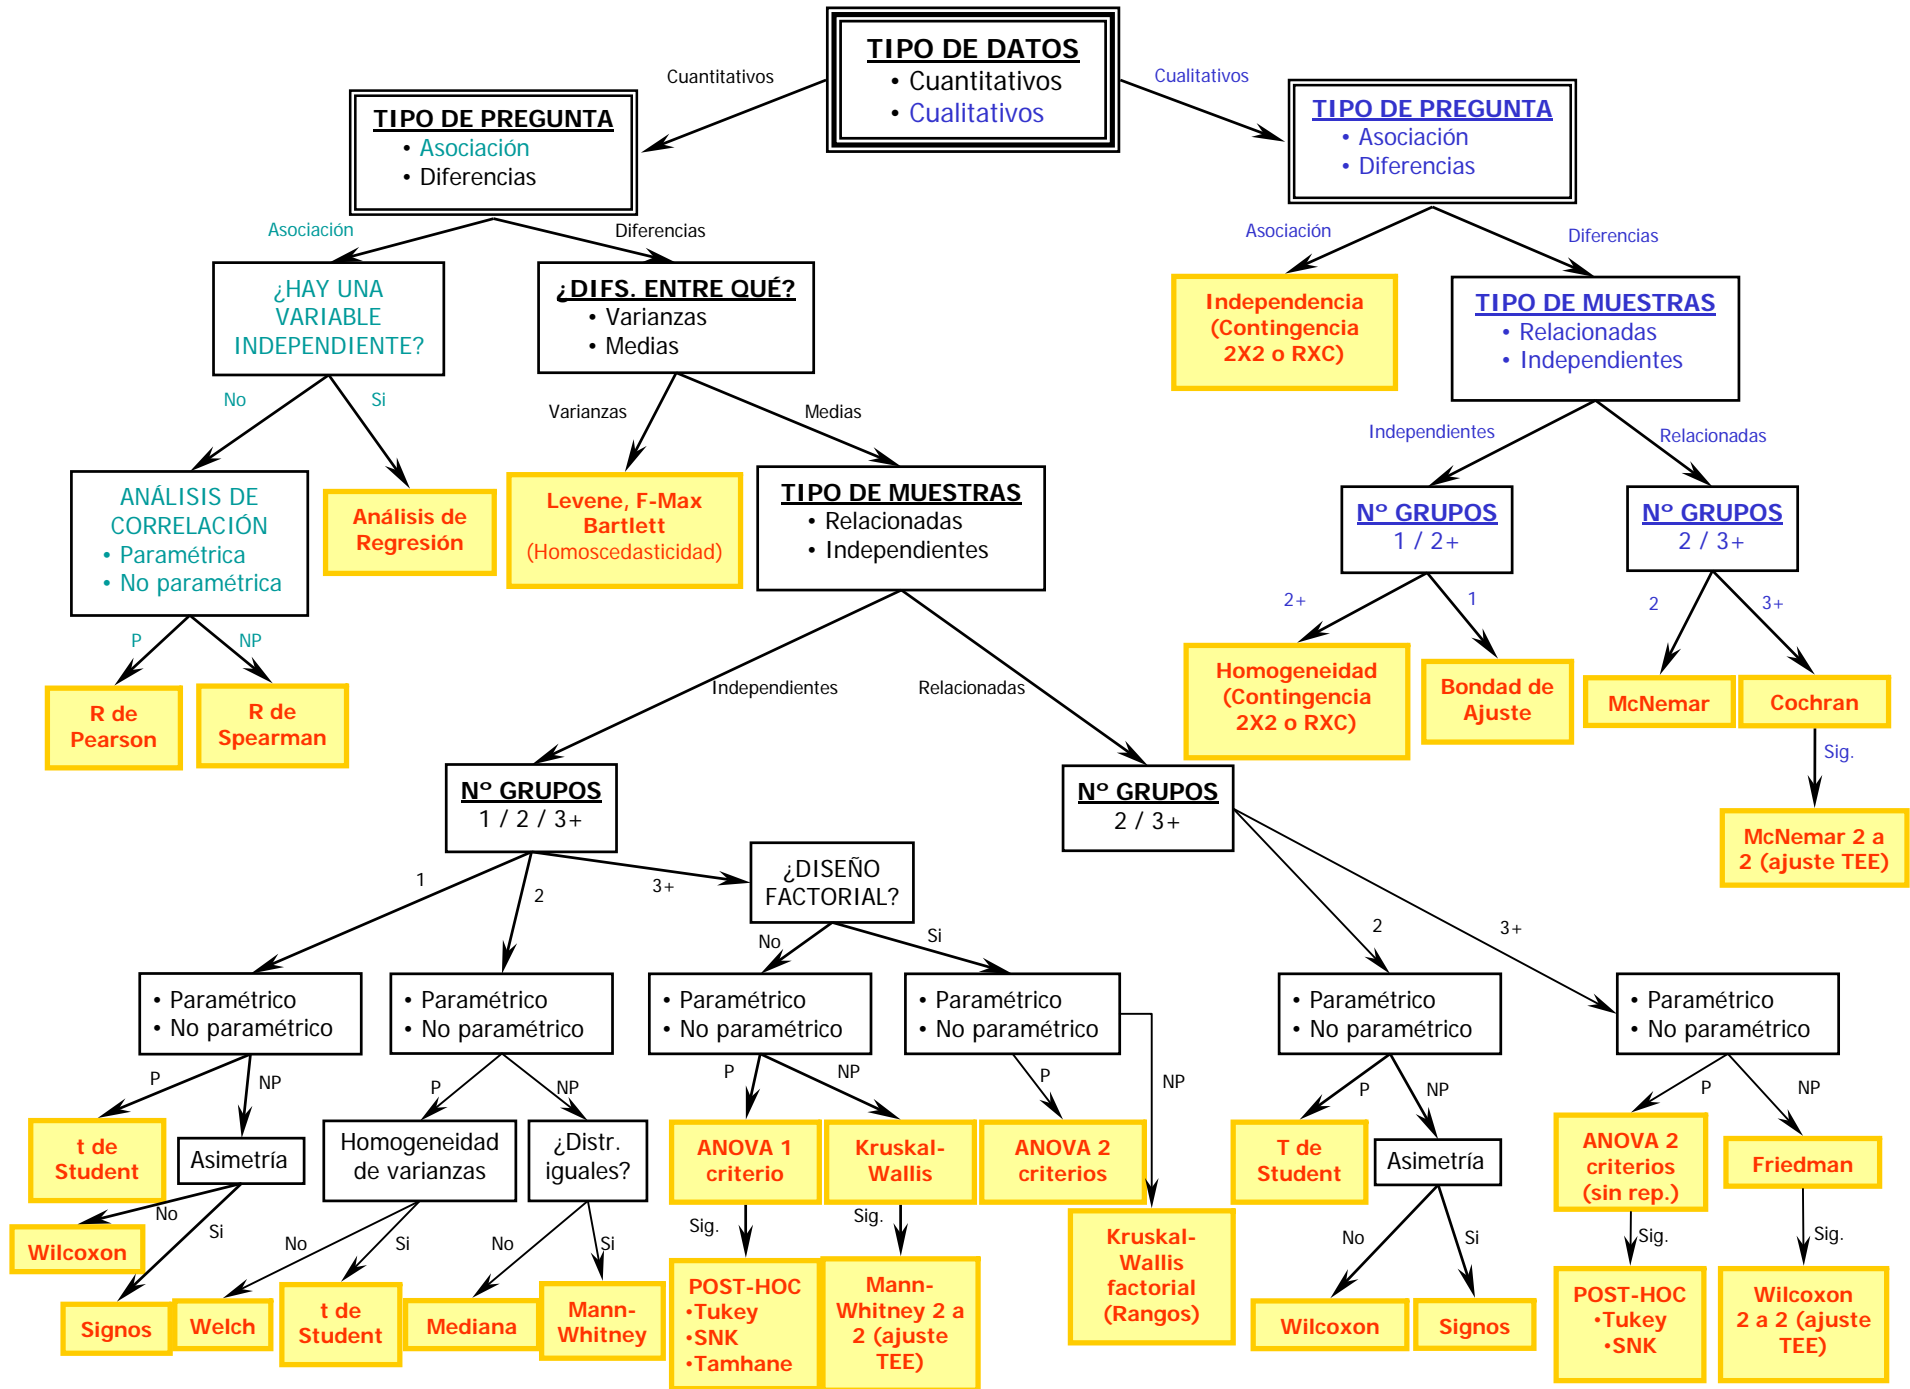 TIPO DE DATOS
• Cuantitativos
• Cualitativos
Cuantitativos
Cualitativos
TIPO DE PREGUNTA
• Asociación
• Diferencias
TIPO DE PREGUNTA
• Asociación
• Diferencias
Asociación
Diferencias
Asociación
Diferencias
¿HAY UNA
VARIABLE
INDEPENDIENTE?
¿DIFS. ENTRE QUÉ?
• Varianzas
• Medias
Independencia
(Contingencia
2X2 o RXC)
TIPO DE MUESTRAS
• Relacionadas
• Independientes
No
Si
Varianzas
Medias
Independientes
Relacionadas
ANÁLISIS DE
CORRELACIÓN
• Paramétrica
• No paramétrica
Análisis de
Regresión
Levene, F-Max
Bartlett
(Homoscedasticidad)
TIPO DE MUESTRAS
• Relacionadas
• Independientes
Nº GRUPOS
1 / 2+
Nº GRUPOS
2 / 3+
P
NP
2+
1
2
3+
R de
Pearson
R de
Spearman
Independientes
Relacionadas
Homogeneidad
(Contingencia
2X2 o RXC)
Bondad de
Ajuste
McNemar
Cochran
Sig.
McNemar 2 a
2 (ajuste TEE)
Nº GRUPOS
1 / 2 / 3+
Nº GRUPOS
2 / 3+
1
2
3+
¿DISEÑO
FACTORIAL?
No
Si
2
3+
• Paramétrico
• No paramétrico
• Paramétrico
• No paramétrico
• Paramétrico
• No paramétrico
• Paramétrico
• No paramétrico
• Paramétrico
• No paramétrico
• Paramétrico
• No paramétrico
P
NP
P
NP
P
NP
P
NP
P
NP
P
NP
t de
Student
Asimetría
Homogeneidad
de varianzas
¿Distr.
iguales?
ANOVA 1
criterio
Kruskal-
Wallis
ANOVA 2
criterios
T de
Student
Asimetría
ANOVA 2
criterios
(sin rep.)
Friedman
No
Si
No
Si
No
Si
Sig.
Sig.
No
Si
Sig.
Sig.
Wilcoxon
Signos
Welch
t de
Student
Mediana
Mann-
Whitney
POST-HOC
•Tukey
•SNK
•Tamhane
Mann-
Whitney 2 a
2 (ajuste
TEE)
Kruskal-
Wallis
factorial
(Rangos)
Wilcoxon
Signos
POST-HOC
•Tukey
•SNK
Wilcoxon
2 a 2 (ajuste
TEE)